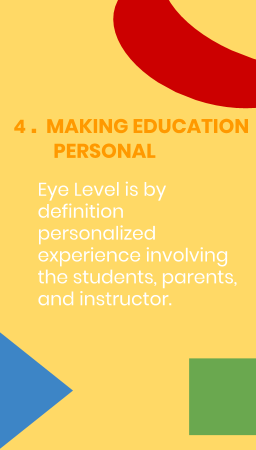 4. MAKING EDUCATION
PERSONAL
Eye Level is by
definition
personalized
experience involving
the students, parents,
and instructor.